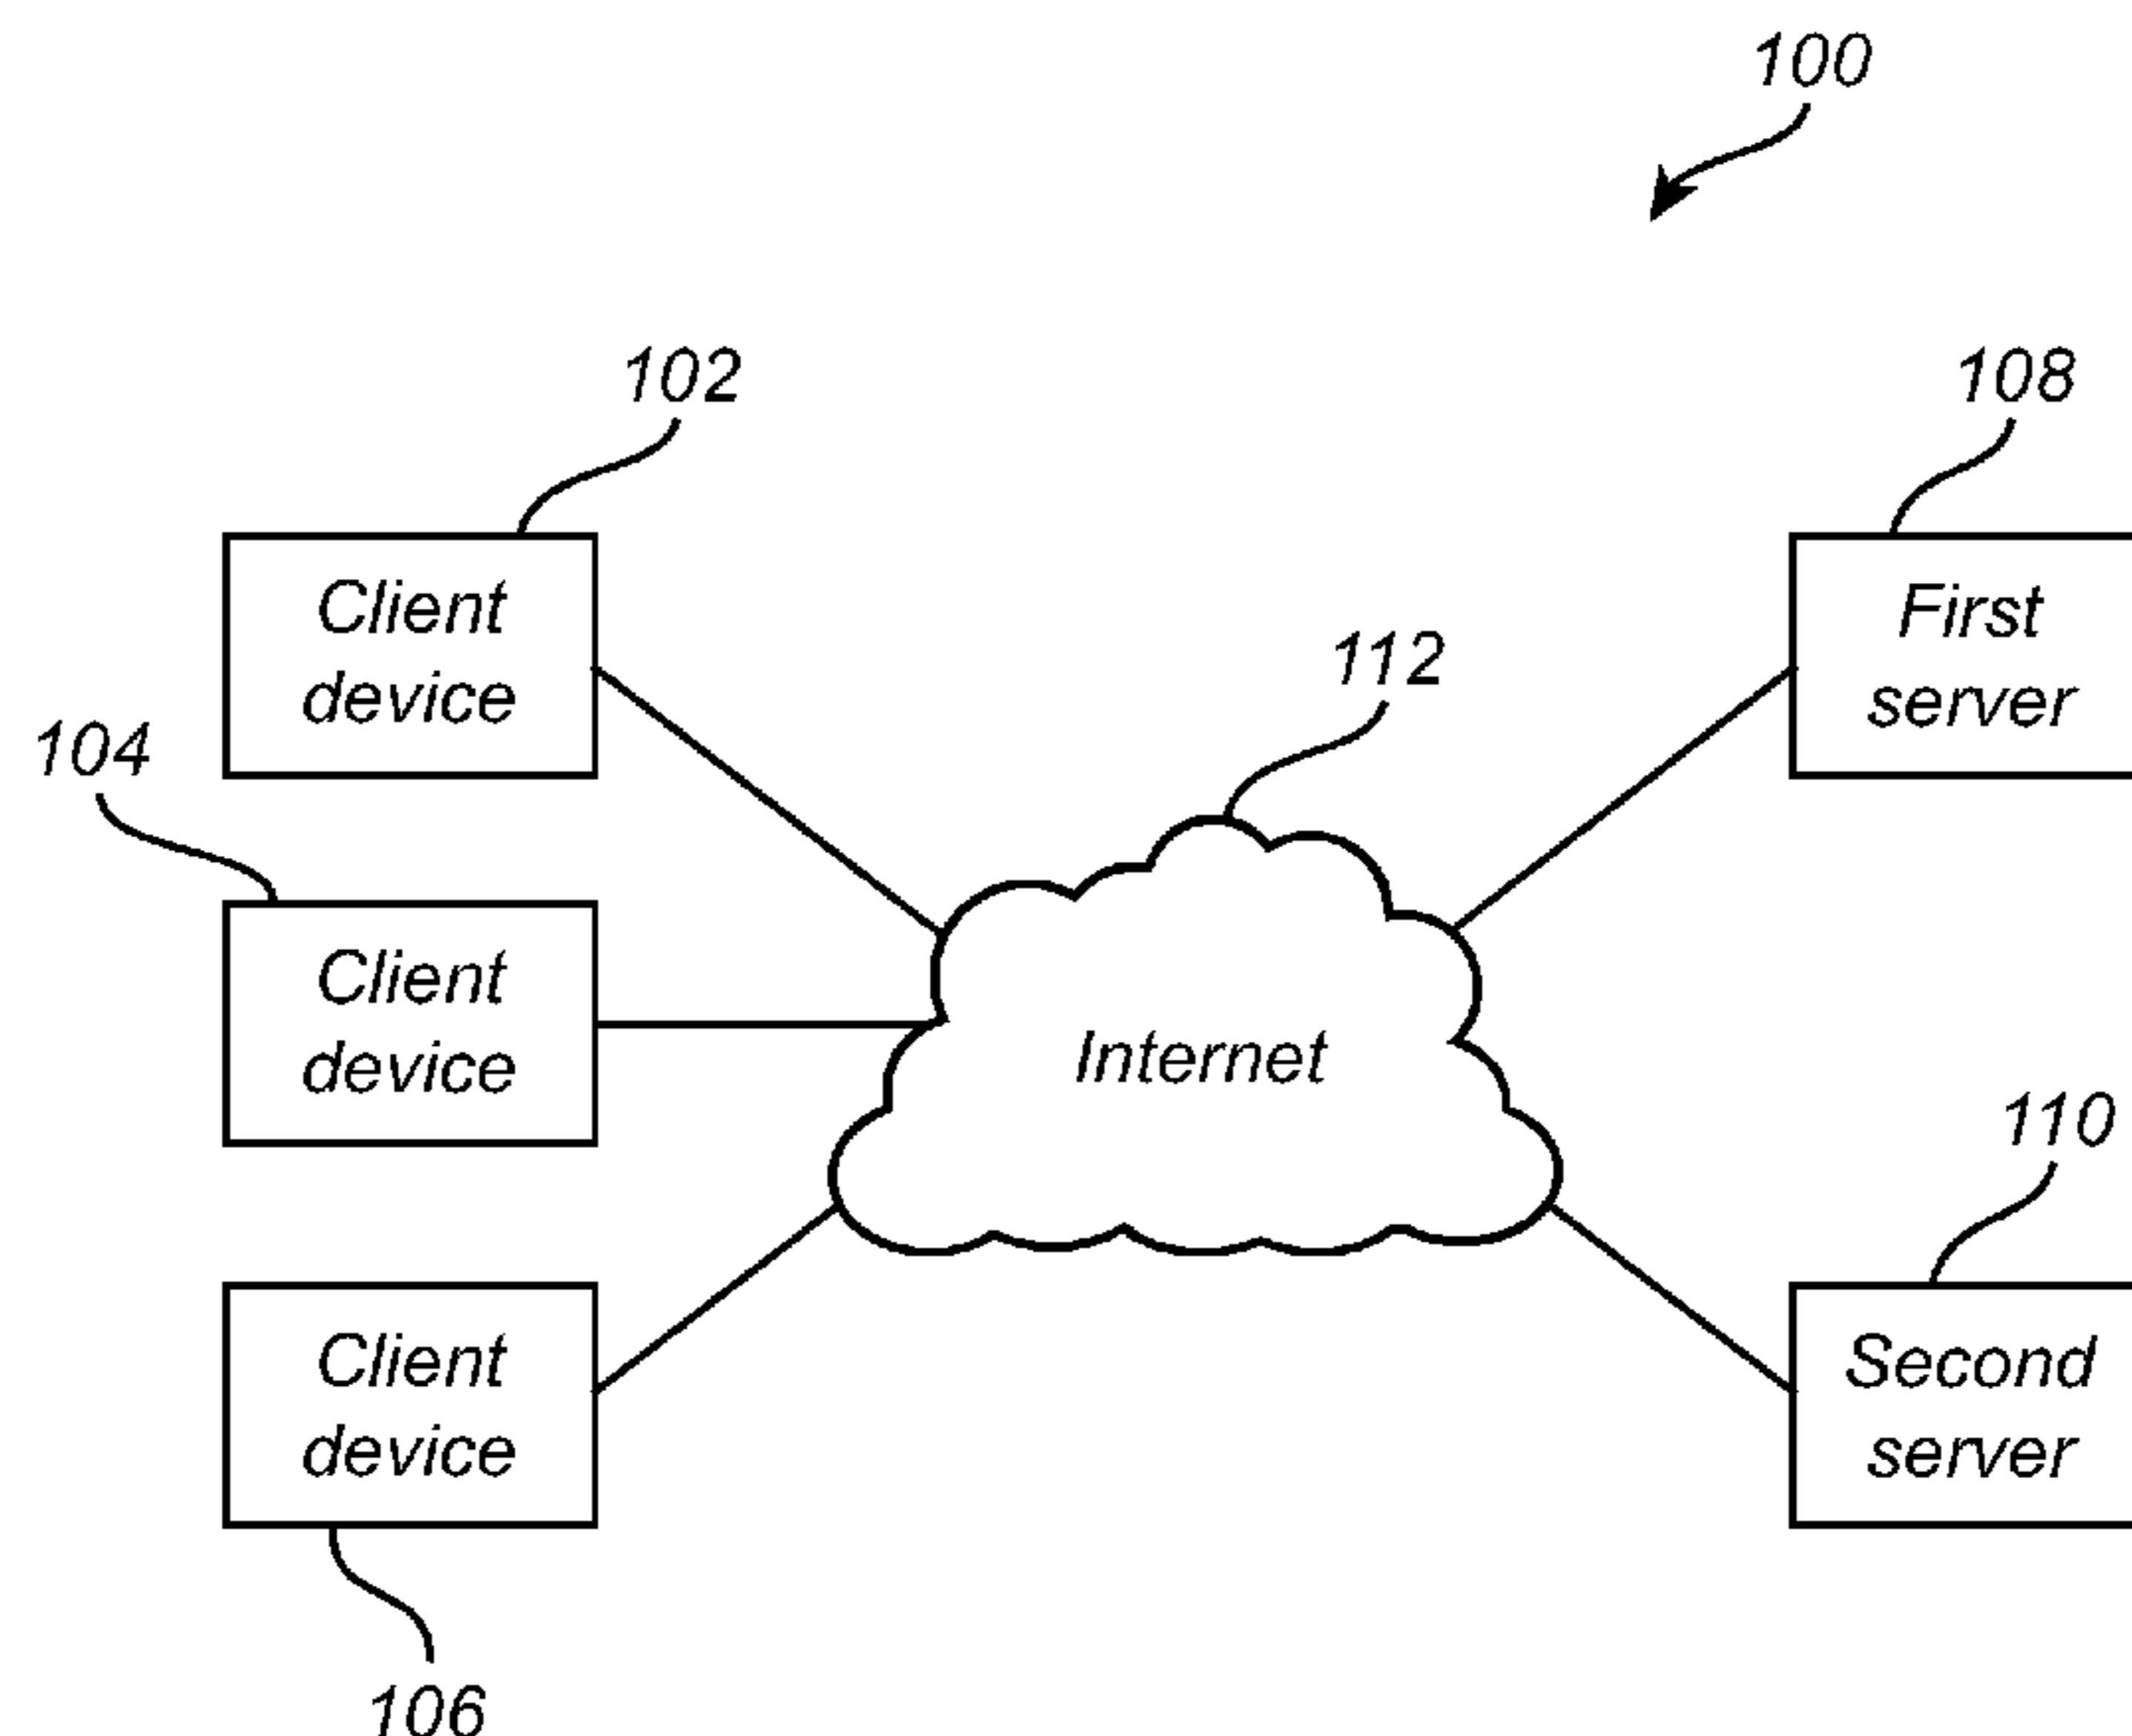 100
102
108
Client
device
First
server
112
104
Client
device
Internet
110
Client
device
Second
server
106